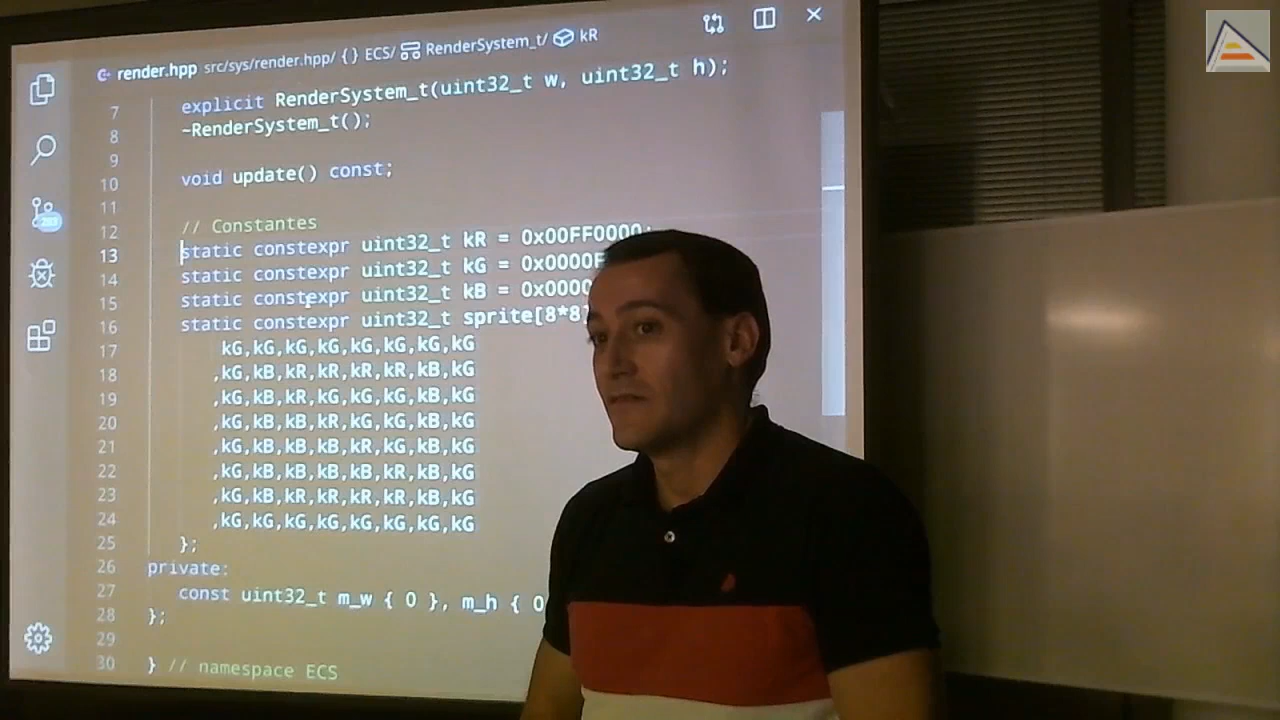 render.hpp src/sys/render.hpp/ { } ECS/ RenderSystem_t/ kR
7 explicit RenderSystem_t(uint32_t w, uint32_t h);
8 ~RenderSystem_t();
9
10 void update() const;
11
12 // Constantes
13 static constexpr uint32_t kR = 0x00FF0000;
14 static constexpr uint32_t kG = 0x0000F
15 static constexpr uint32_t kB = 0x0000
16 static constexpr uint32_t sprite[8*8]
17 kG,kG,kG,kG,kG,kG,kG,kG
18 ,kG,kB,kR,kR,kR,kR,kB,kG
19 ,kG,kB,kR,kG,kG,kG,kB,kG
20 ,kG,kB,kB,kR,kG,kG,kB,kG
21 ,kG,kB,kB,kB,kR,kG,kB,kG
22 ,kG,kB,kB,kB,kB,kR,kB,kG
23 ,kG,kB,kR,kR,kR,kR,kB,kG
24 ,kG,kG,kG,kG,kG,kG,kG,kG
25 };
26 private:
27 const uint32_t m_w { 0 }, m_h { 0
28 };
29
30 } // namespace ECS